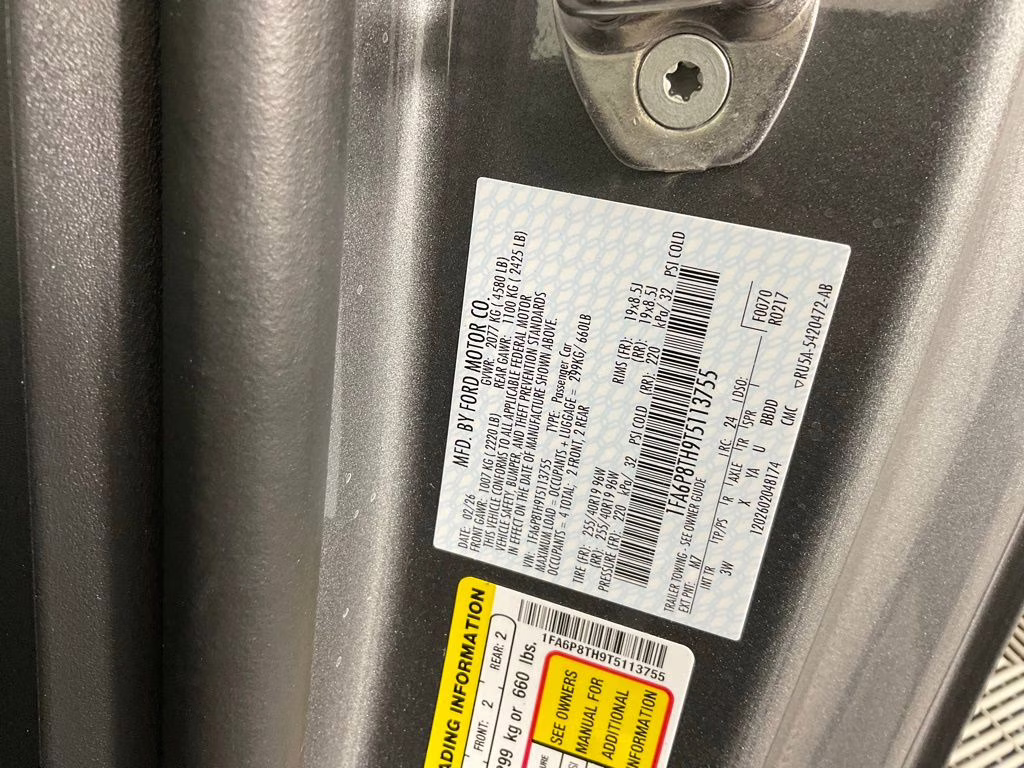 MFD. BY FORD MOTOR CO.
DATE: 02/26 GVWR: 2077 KG ( 4580 LB)
FRONT GAWR: 1007 KG ( 2220 LB) REAR GAWR: 1100 KG ( 2425 LB)
THIS VEHICLE CONFORMS TO ALL APPLICABLE FEDERAL MOTOR
VEHICLE SAFETY, BUMPER, AND THEFT PREVENTION STANDARDS
IN EFFECT ON THE DATE OF MANUFACTURE SHOWN ABOVE.
VIN: 1FA6P8TH9T5113755 TYPE: Passenger Car
MAXIMUM LOAD = OCCUPANTS + LUGGAGE = 299KG/ 660LB
OCCUPANTS = 4 TOTAL: 2 FRONT, 2 REAR
TIRE (FR): 255/40R19 96W RIMS (FR): 19x8.5J
(RR): 255/40R19 96W (RR): 19x8.5J
PRESSURE (FR): 220 kPa/ 32 PSI COLD (RR): 220 kPa/ 32 PSI COLD
1FA6P8TH9T5113755
TRAILER TOWING - SEE OWNER GUIDE
EXT PNT: M7 RC: 24 DSO: F0070
INT TR TP/PS R AXLE TR SPR R0217
3W X YA U BBDD
120260204B174 CMC RU5A-5420472-AB
ADING INFORMATION
FRONT: 2 REAR: 2
299 kg or 660 lbs.
1FA6P8TH9T5113755
SEE OWNERS
MANUAL FOR
ADDITIONAL
INFORMATION